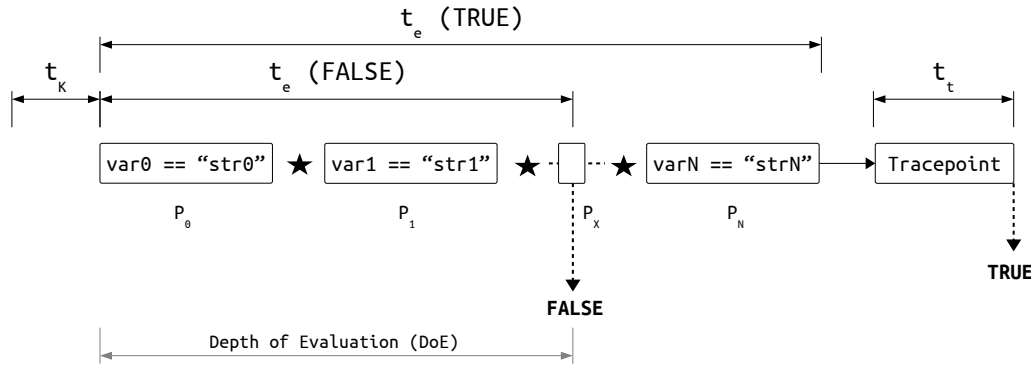 t_e (TRUE)
t_K
t_e (FALSE)
t_t
var0 == “str0” ★ var1 == “str1” ★ ★ varN == “strN” Tracepoint
P_0 P_1 P_X P_N
TRUE
FALSE
Depth of Evaluation (DoE)